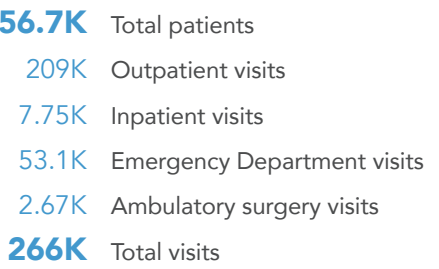 56.7K Total patients
209K Outpatient visits
7.75K Inpatient visits
53.1K Emergency Department visits
2.67K Ambulatory surgery visits
266K Total visits